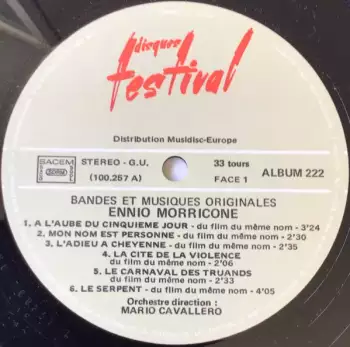 disques
festival
Distribution Musidisc-Europe
SACEM STEREO - G.U. 33 tours ALBUM 222
(100.257 A) FACE 1
BANDES ET MUSIQUES ORIGINALES
ENNIO MORRICONE
1. A L'AUBE DU CINQUIEME JOUR - du film du même nom - 3'24
2. MON NOM EST PERSONNE - du film du même nom - 2'30
3. L'ADIEU A CHEYENNE - du film du même nom - 2'35
4. LA CITE DE LA VIOLENCE
du film du même nom - 2'06
5. LE CARNAVAL DES TRUANDS
du film du même nom - 2'33
6. LE SERPENT - du film du même nom - 4'05
Orchestre direction :
MARIO CAVALLERO